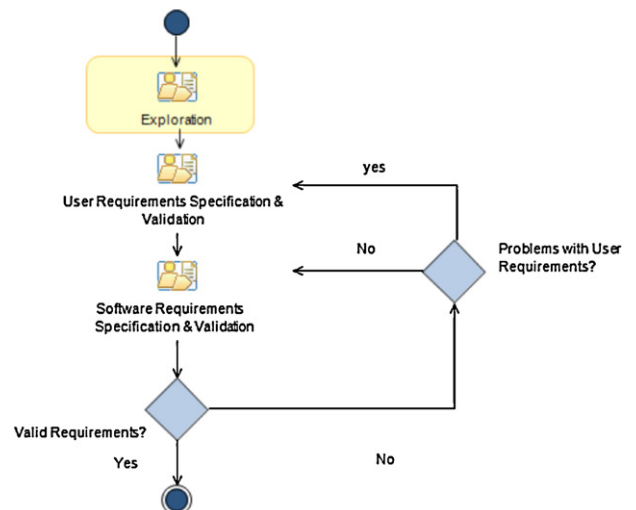 Exploration
User Requirements Specification &
Validation
yes
No
Problems with User
Requirements?
Software Requirements
Specification & Validation
Valid Requirements?
Yes
No